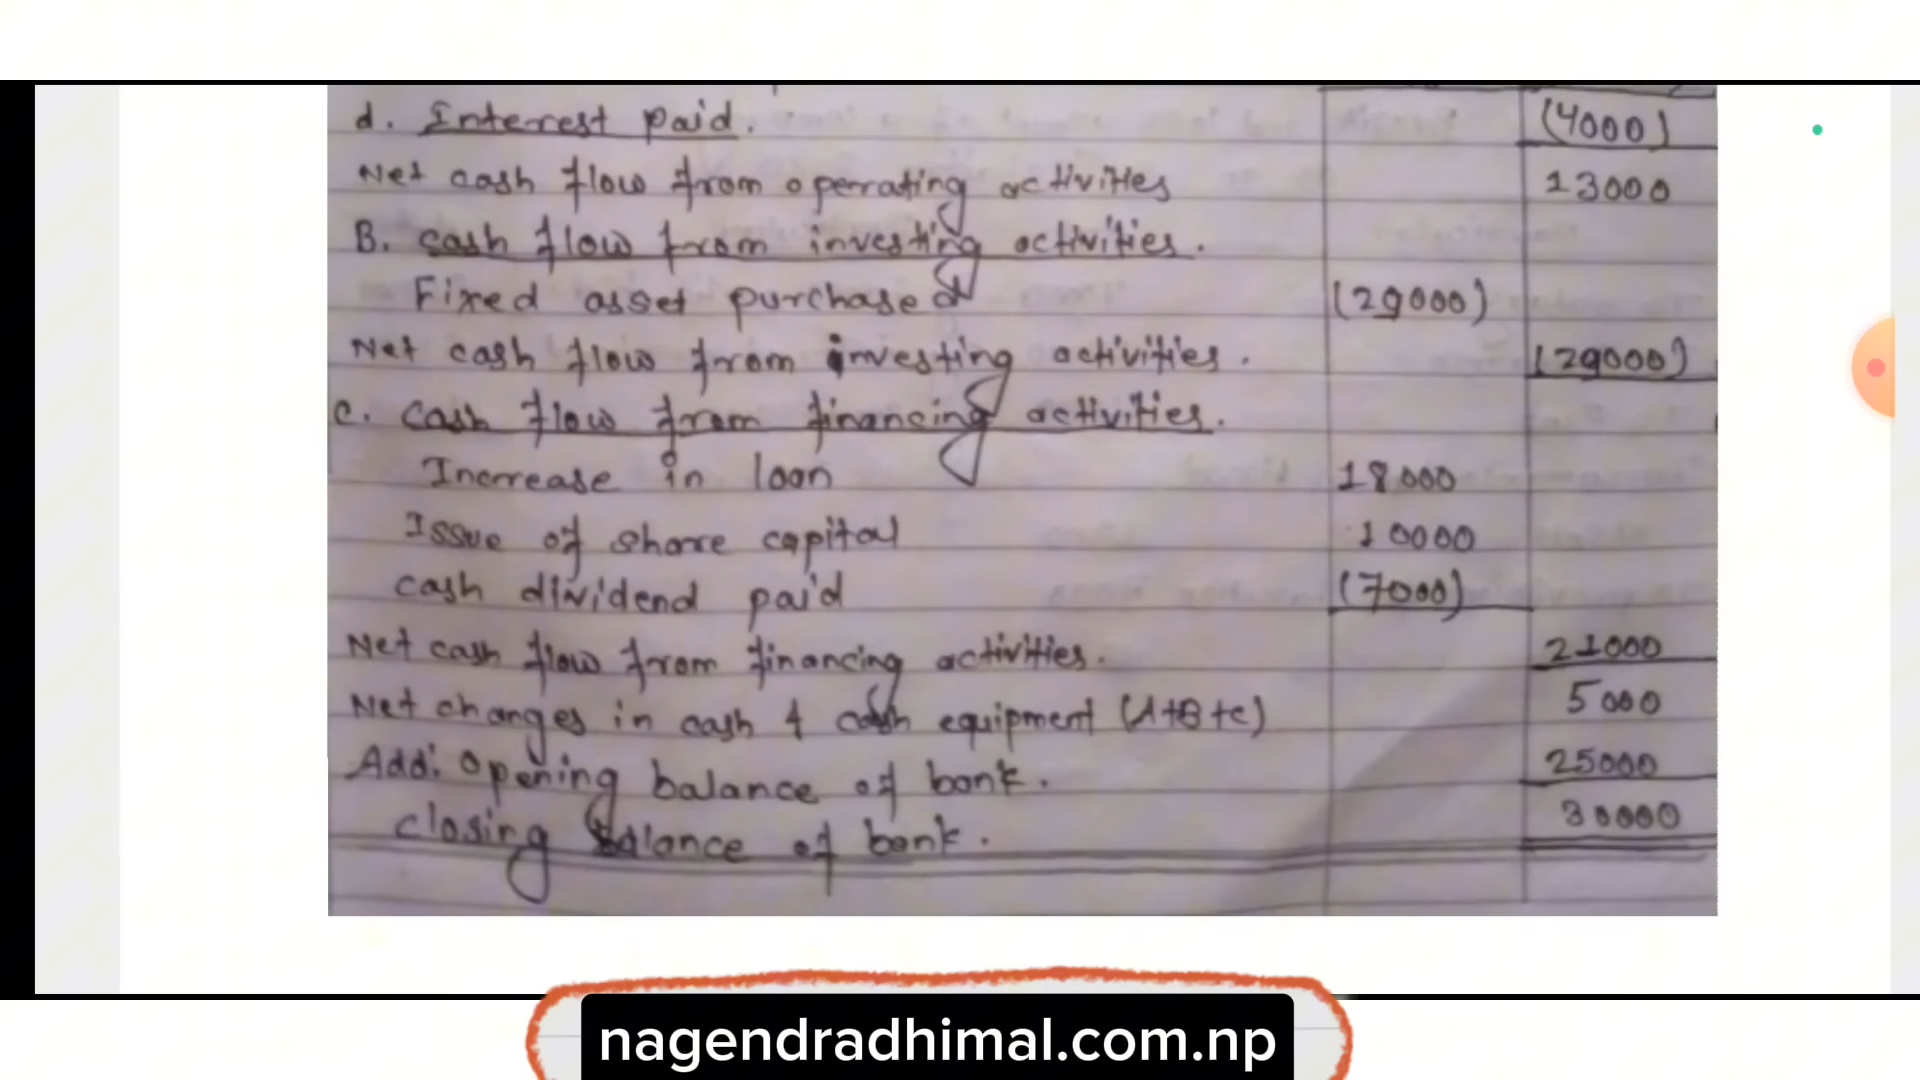 d. Interest paid. (4000)
Net cash flow from operrating activities 13000
B. cash flow from investing activities.
Fixed asset purchased (29000)
Net cash flow from investing activities. (29000)
C. Cash flow from financing activities.
Increase in loan 18000
Issue of share capital 10000
cash dividend paid (7000)
Net cash flow from financing activities. 21000
Net changes in cash & cash equipment (A+B+C) 5000
Add: Opening balance of bank. 25000
closing balance of bank. 30000
nagendradhimal.com.np